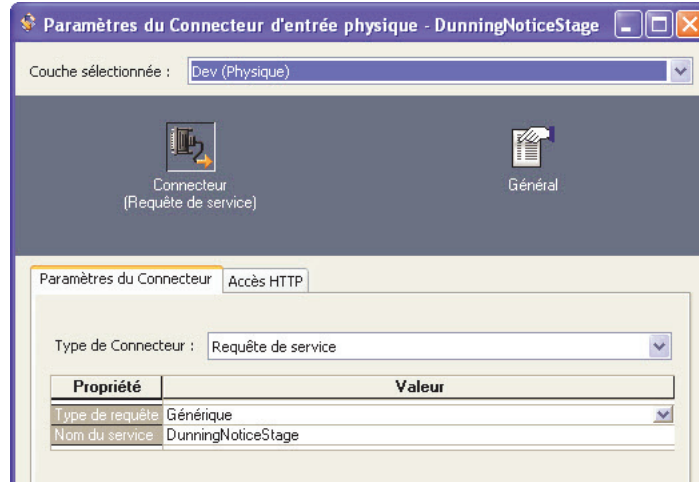 Paramètres du Connecteur d'entrée physique - DunningNoticeStage
Couche sélectionnée : Dev (Physique)
Connecteur
(Requête de service)
Général
Paramètres du Connecteur Accès HTTP
Type de Connecteur : Requête de service
Propriété Valeur
Type de requête Générique
Nom du service DunningNoticeStage